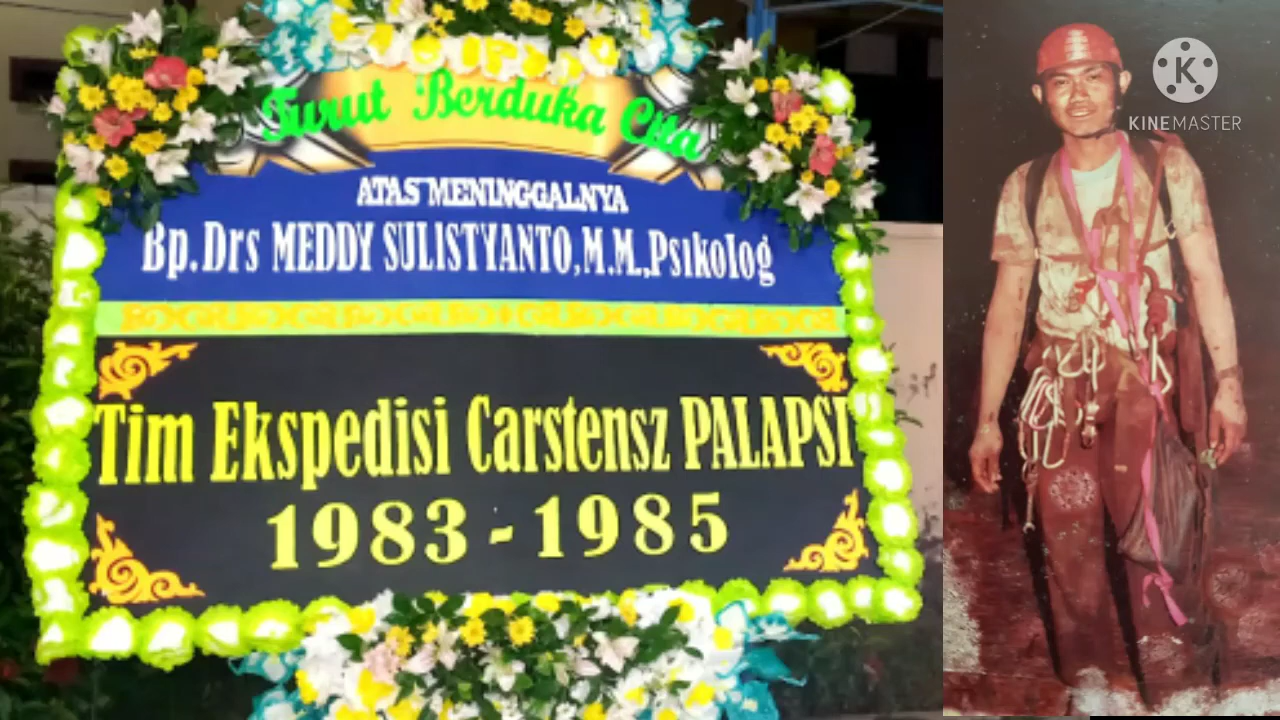 Turut Berduka Cita
ATAS MENINGGALNYA
Bp.Drs MEDDY SULISTYANTO,M.M.,Psikolog
Tim Ekspedisi Carstensz PALAPSI
1983-1985
K
KINEMASTER